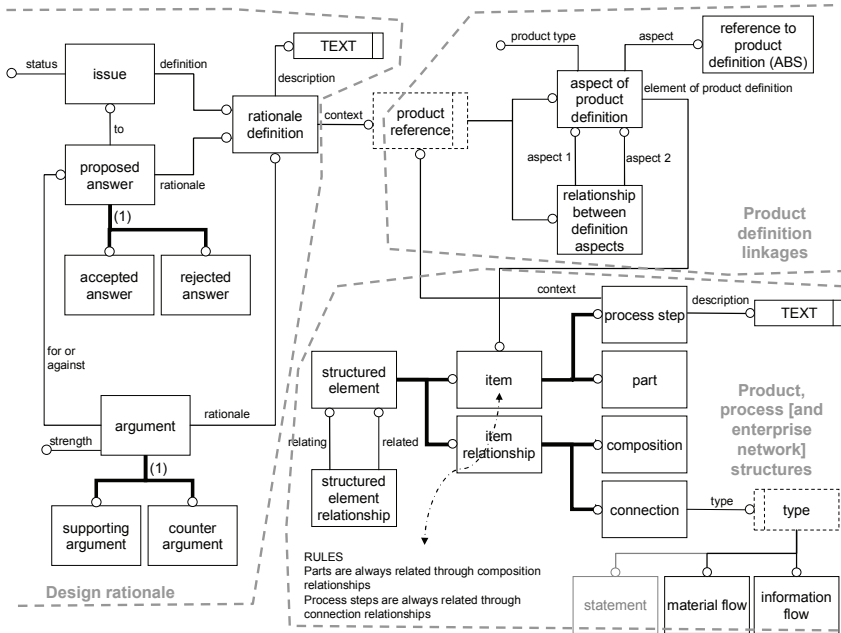 status
issue
definition
TEXT
description
rationale
definition
context
to
proposed
answer
rationale
(1)
accepted
answer
rejected
answer
for or
against
argument
rationale
strength
(1)
supporting
argument
counter
argument
Design rationale
product type
aspect
reference to
product
definition (ABS)
aspect of
product
definition
element of product definition
product
reference
aspect 1
aspect 2
relationship
between
definition
aspects
Product
definition
linkages
context
process step
description
TEXT
structured
element
item
part
relating
related
item
relationship
composition
structured
element
relationship
connection
type
type
Product,
process [and
enterprise
network]
structures
RULES
Parts are always related through composition
relationships
Process steps are always related through
connection relationships
statement
material flow
information
flow